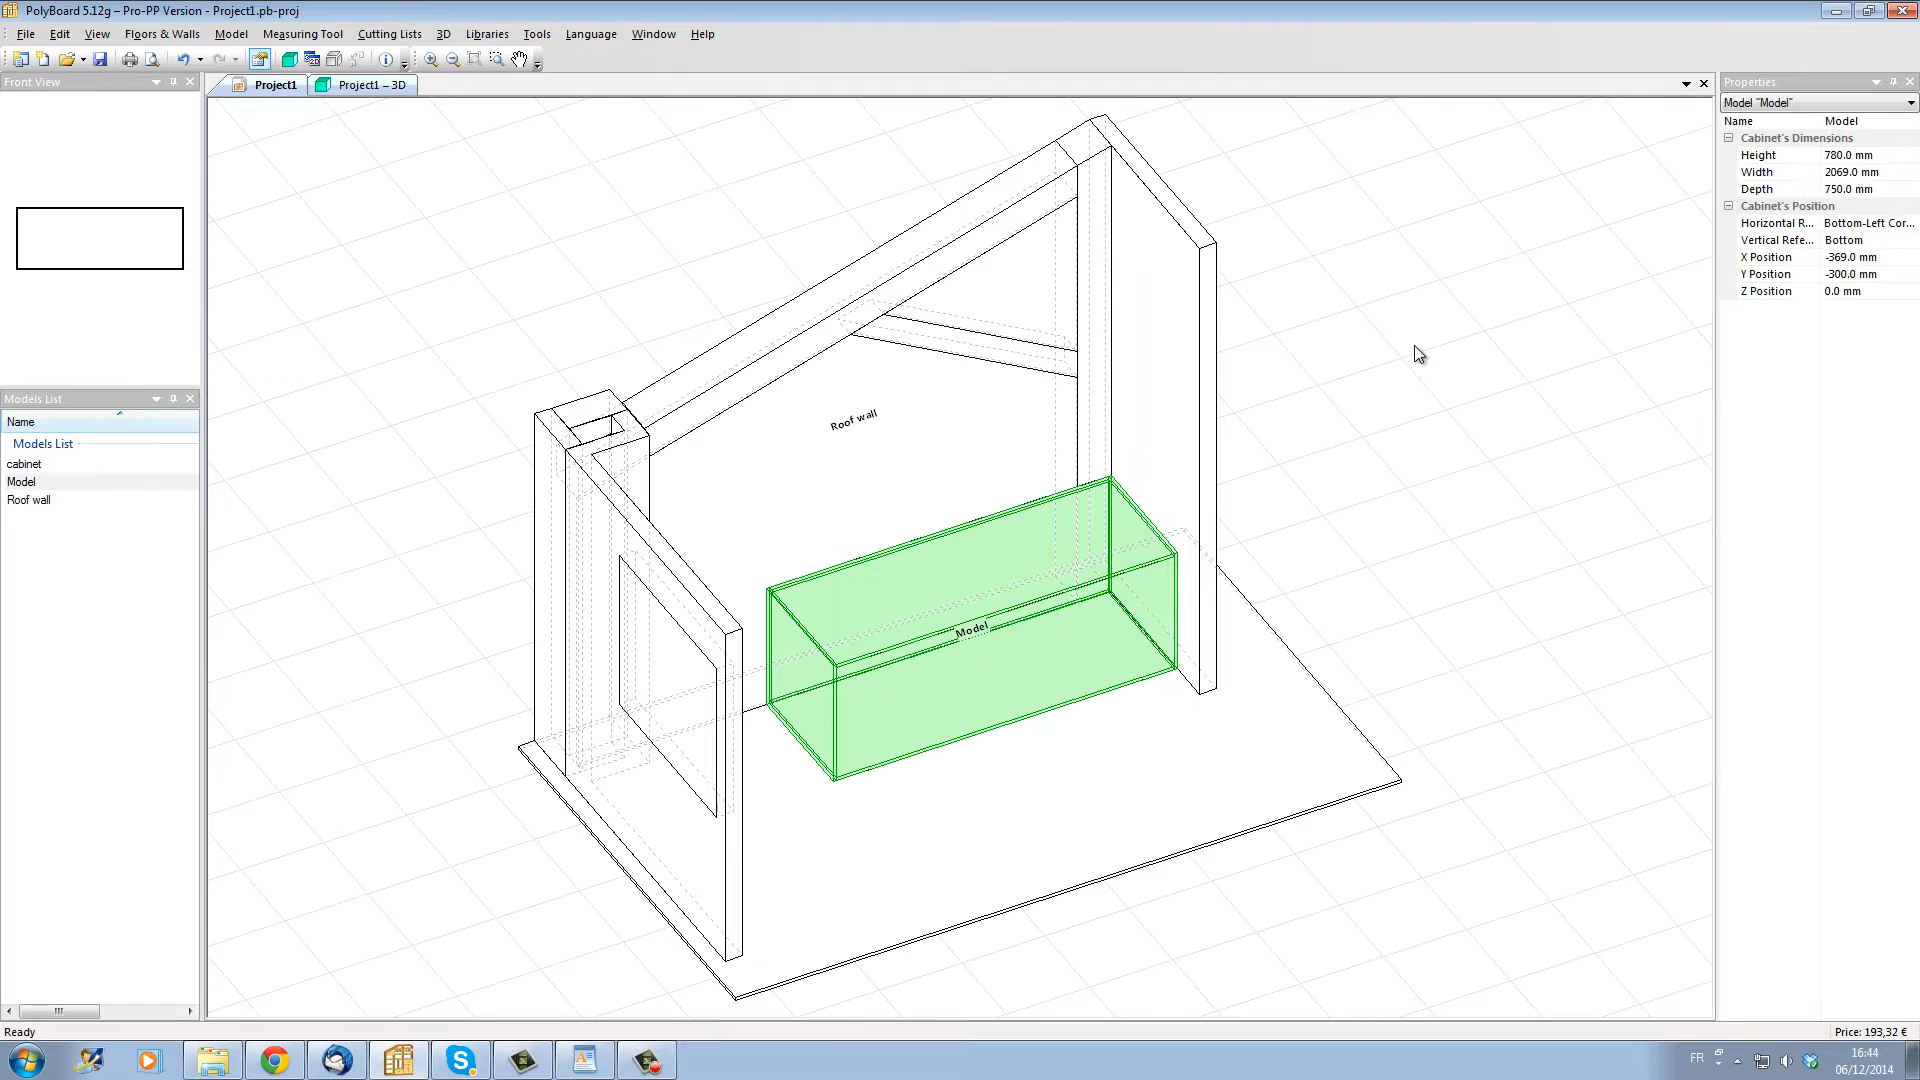 PolyBoard 5.12g – Pro-PP Version - Project1.pb-proj
File Edit View Floors & Walls Model Measuring Tool Cutting Lists 3D Libraries Tools Language Window Help
Front View
Project1
Project1 – 3D
Properties
Model "Model"
Name Model
Cabinet's Dimensions
Height 780.0 mm
Width 2069.0 mm
Depth 750.0 mm
Cabinet's Position
Horizontal R... Bottom-Left Cor...
Vertical Refe... Bottom
X Position -369.0 mm
Y Position -300.0 mm
Z Position 0.0 mm
Models List
Name
Models List
cabinet
Model
Roof wall
Roof wall
Model
Ready
Price: 193,32 €
FR
16:44
06/12/2014